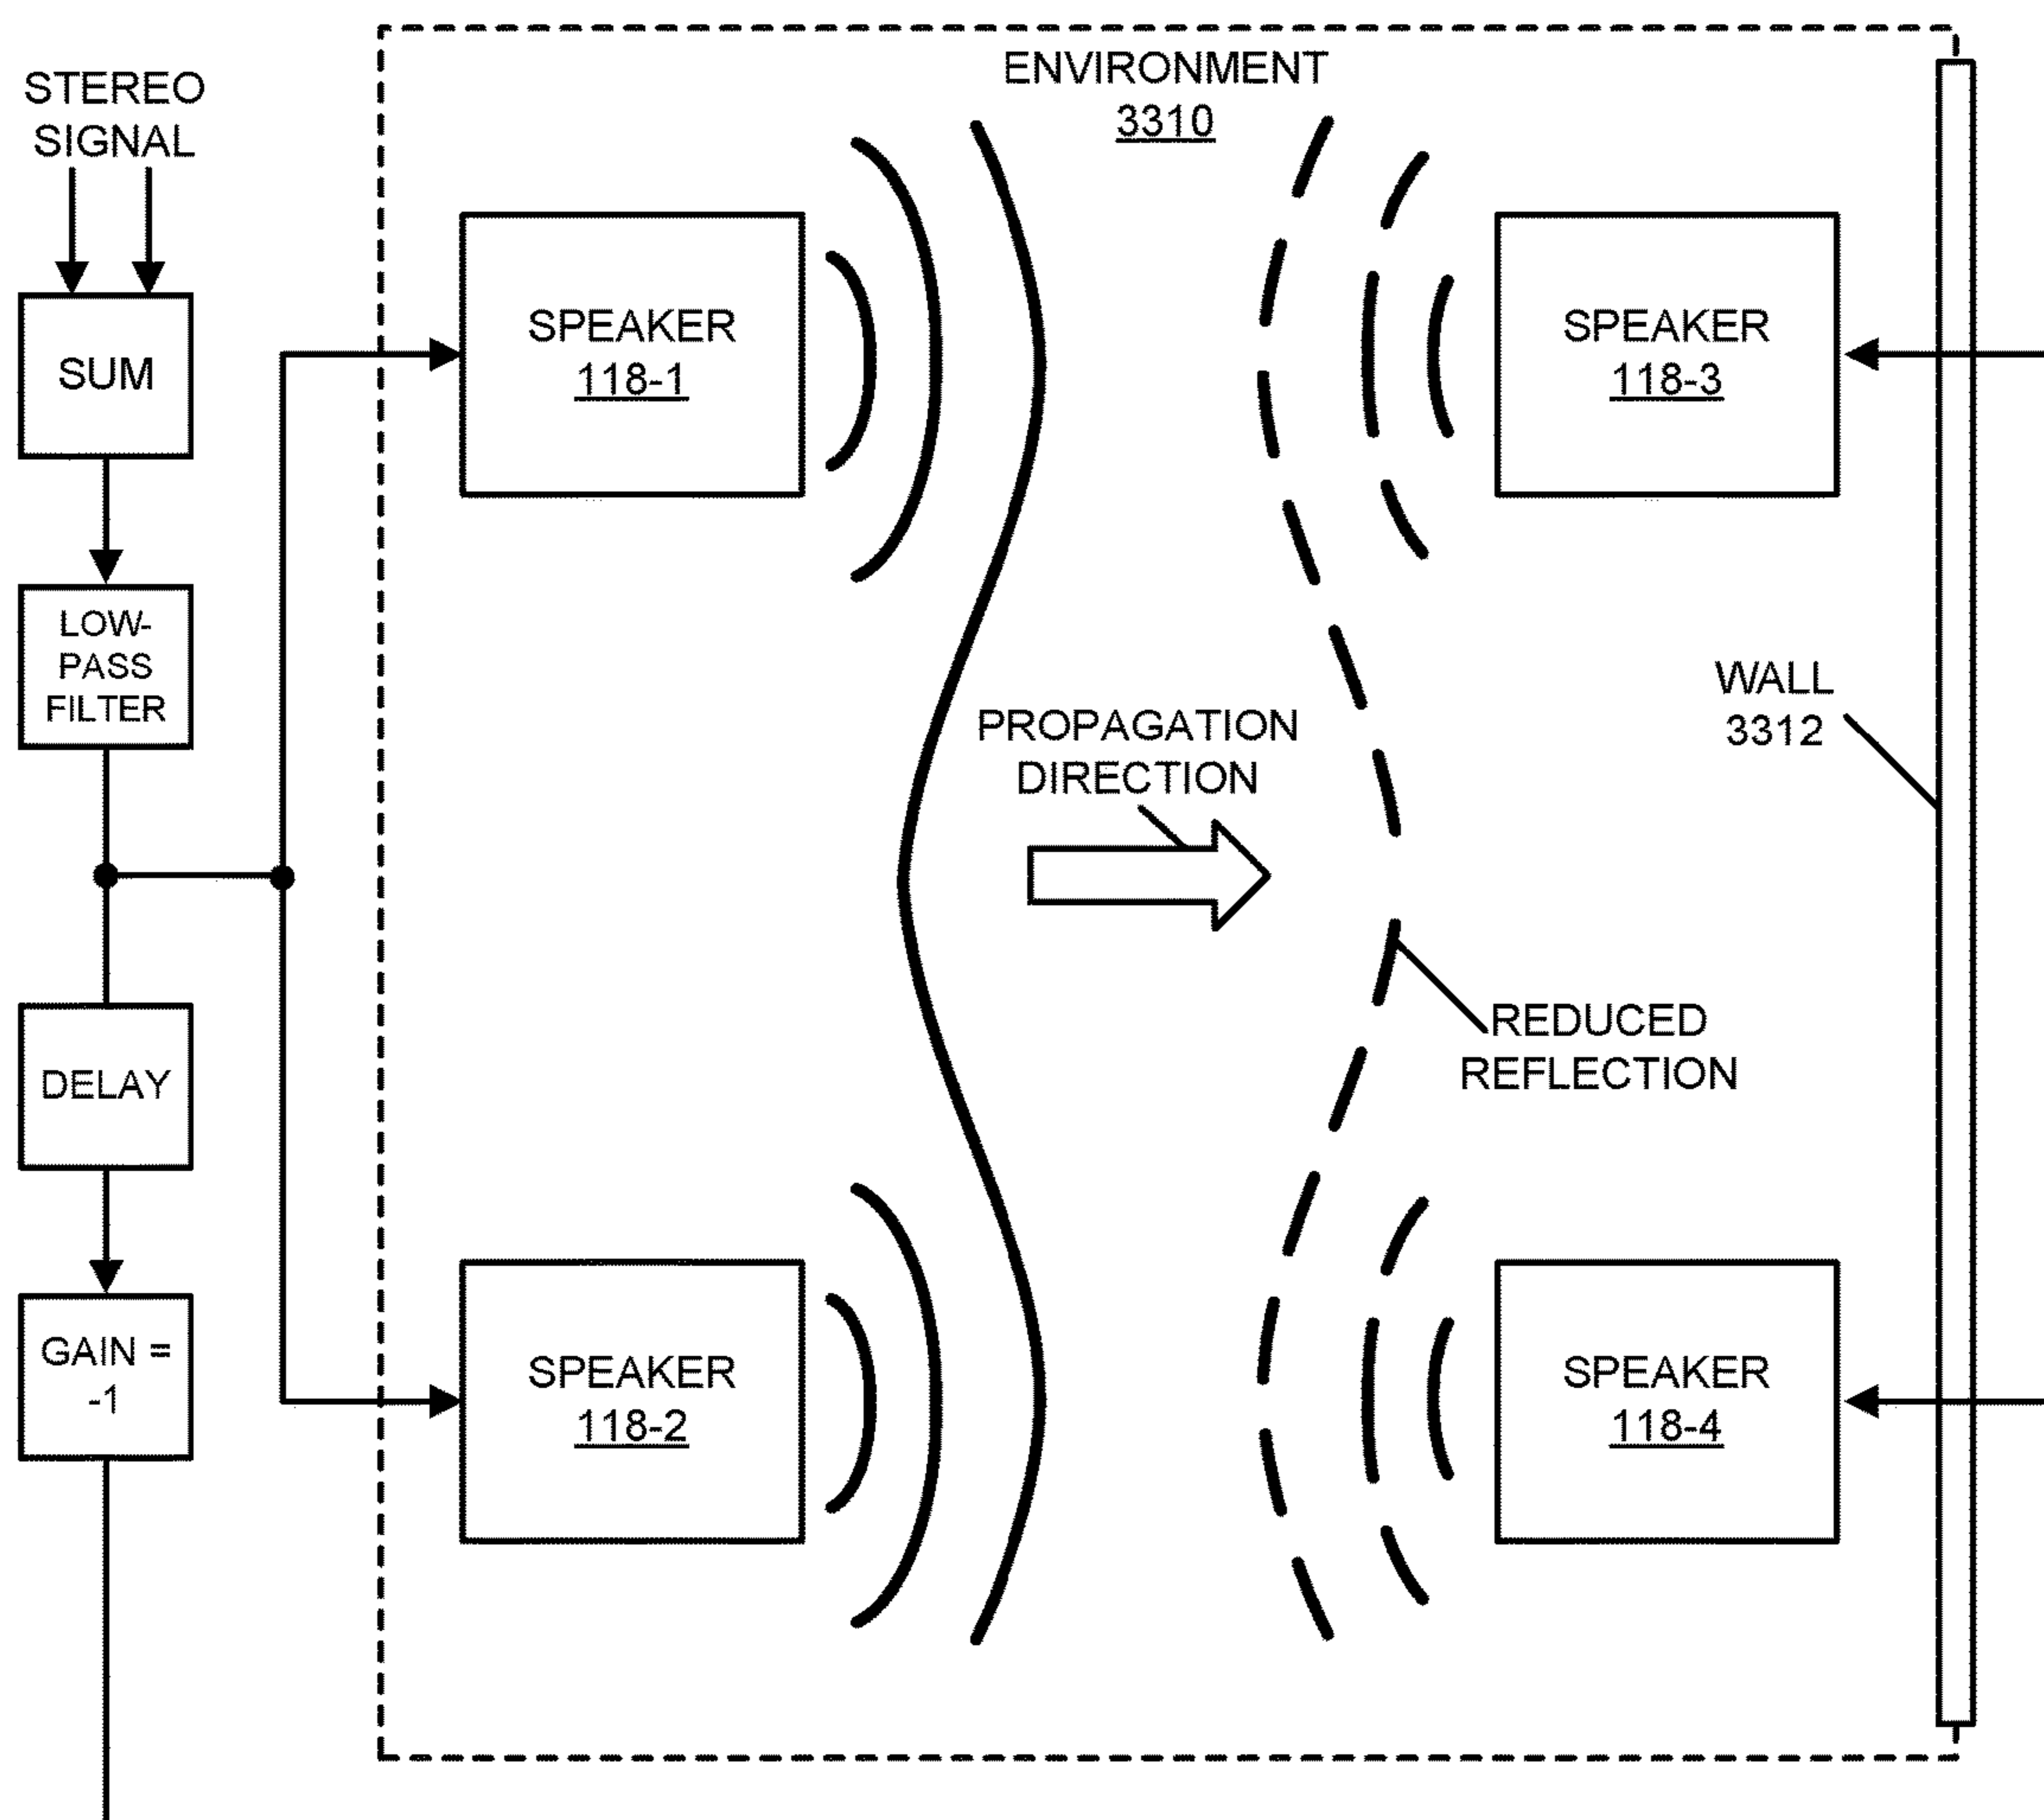 STEREO
SIGNAL
SUM
LOW-
PASS
FILTER
DELAY
GAIN =
-1
ENVIRONMENT
3310
SPEAKER
118-1
SPEAKER
118-3
PROPAGATION
DIRECTION
WALL
3312
REDUCED
REFLECTION
SPEAKER
118-2
SPEAKER
118-4